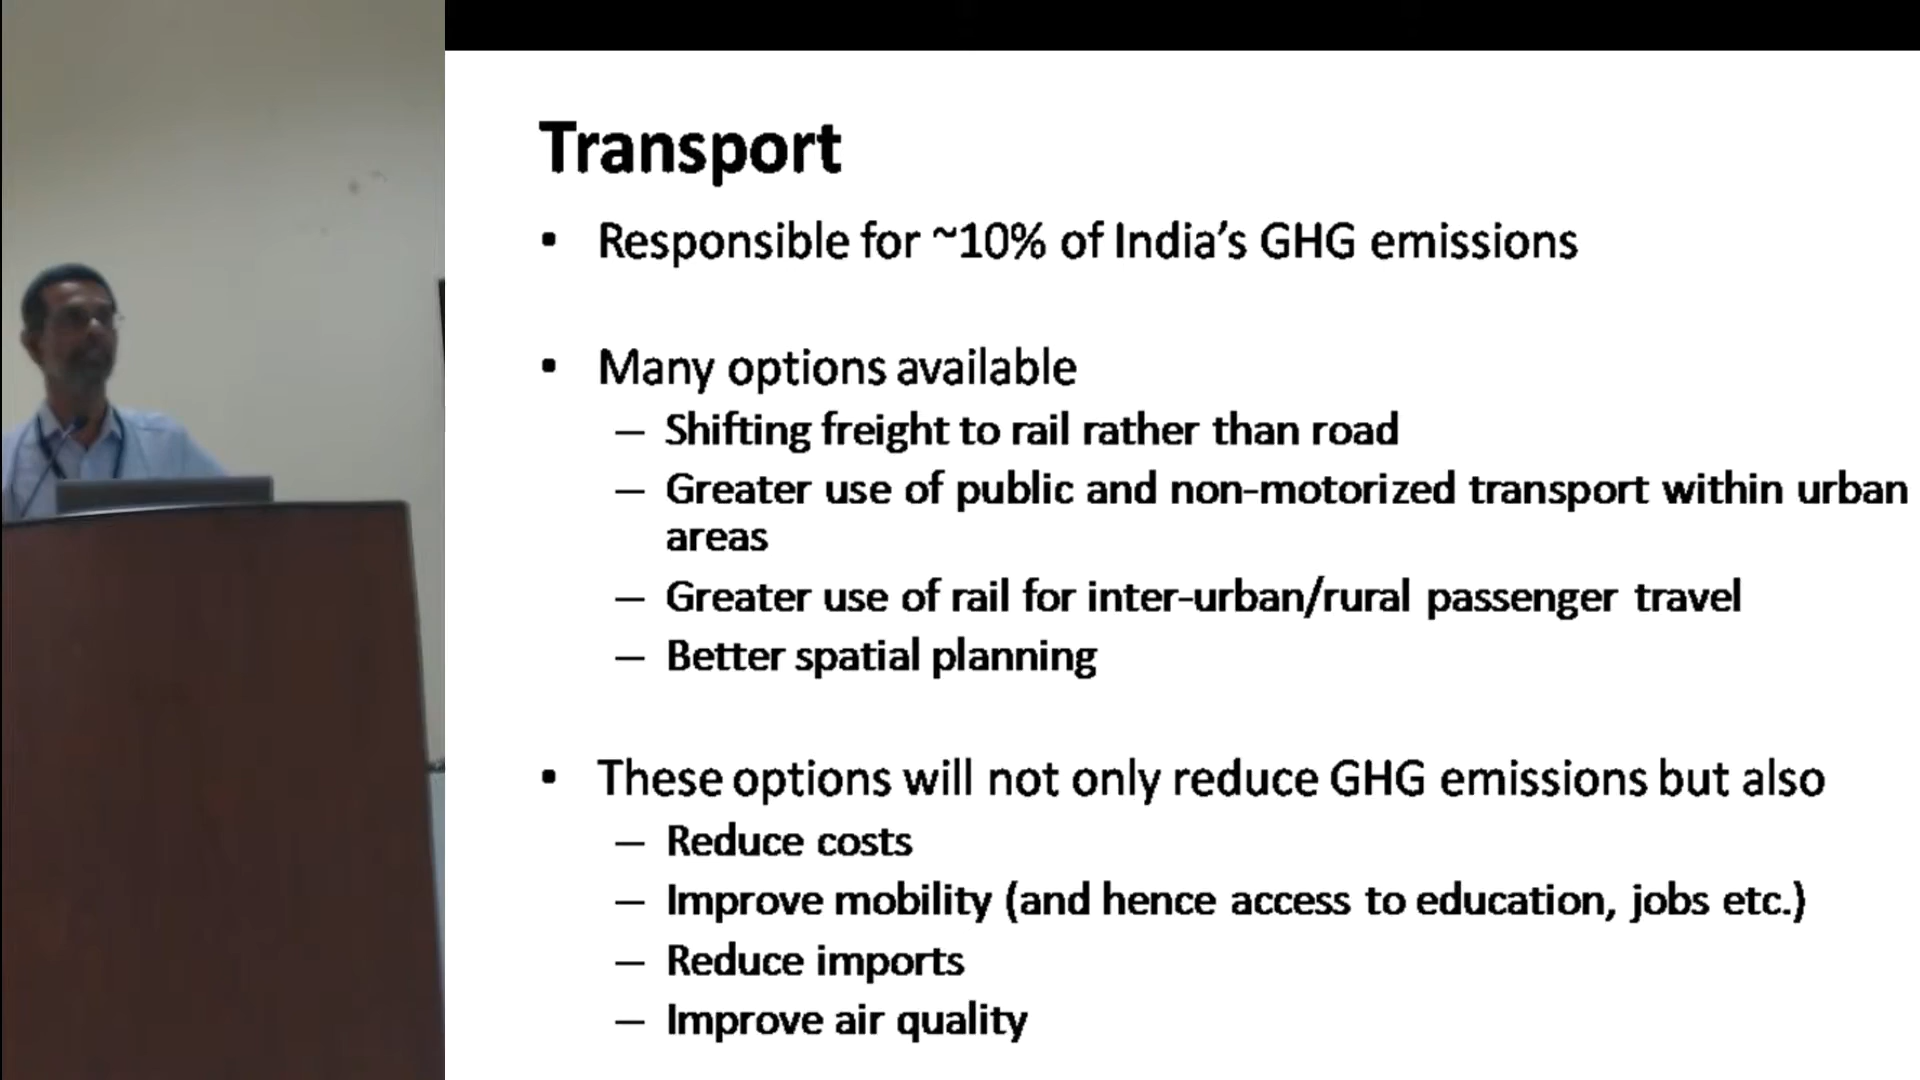 Transport
▪ Responsible for ~10% of India’s GHG emissions
▪ Many options available
– Shifting freight to rail rather than road
– Greater use of public and non-motorized transport within urban
areas
– Greater use of rail for inter-urban/rural passenger travel
– Better spatial planning
▪ These options will not only reduce GHG emissions but also
– Reduce costs
– Improve mobility (and hence access to education, jobs etc.)
– Reduce imports
– Improve air quality